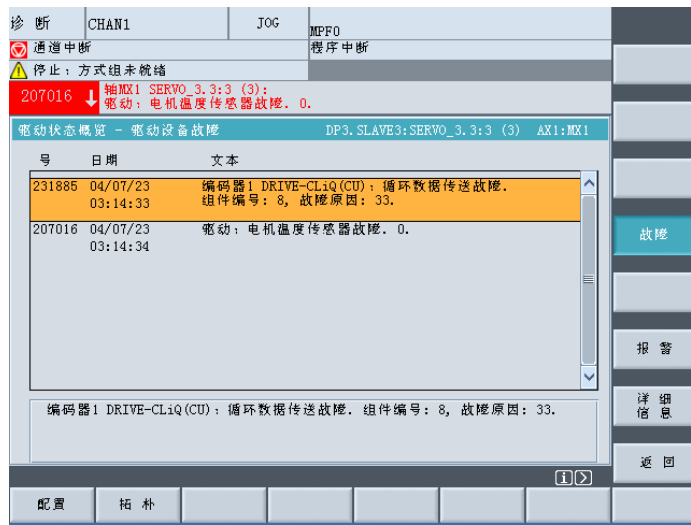 诊 断 CHAN1 JOG MPF0
通道中断 程序中断
停止：方式组未就绪
207016 轴MX1 SERVO_3.3:3 (3):
驱动：电机温度传感器故障. 0.
驱动状态概览 - 驱动设备故障 DP3.SLAVE3:SERVO_3.3:3 (3) AX1:MX1
号 日期 文本
231885 04/07/23 编码器1 DRIVE-CLiQ(CU)：循环数据传送故障.
03:14:33 组件编号: 8, 故障原因: 33.
207016 04/07/23 驱动：电机温度传感器故障. 0.
03:14:34
编码器1 DRIVE-CLiQ(CU)：循环数据传送故障. 组件编号: 8, 故障原因: 33.
故障
报 警
详 细
信 息
返 回
配置 拓 朴